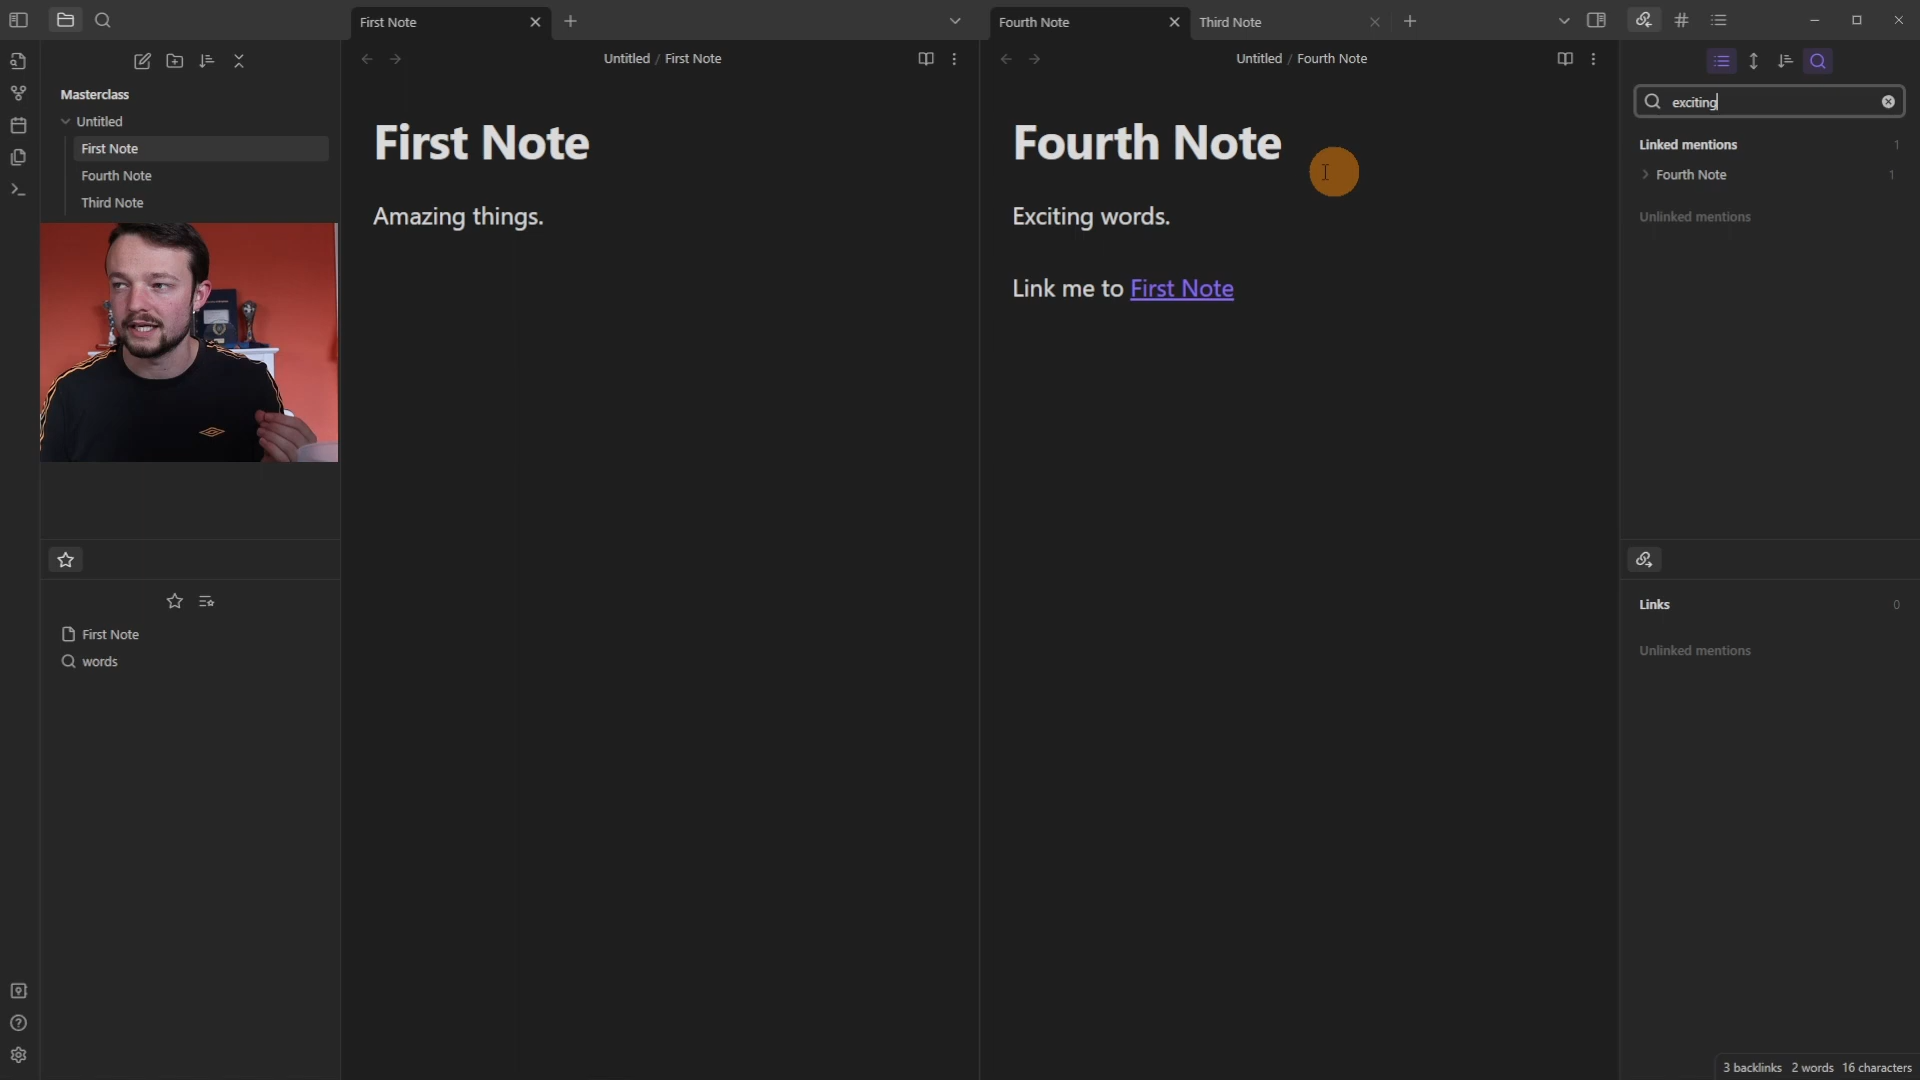 First Note
Fourth Note
Third Note
Untitled / First Note
Untitled / Fourth Note
Masterclass
Untitled
First Note
Fourth Note
Third Note
First Note
words
First Note
Amazing things.
Fourth Note
Exciting words.
Link me to First Note
exciting
Linked mentions 1
Fourth Note 1
Unlinked mentions
Links 0
Unlinked mentions
3 backlinks 2 words 16 characters